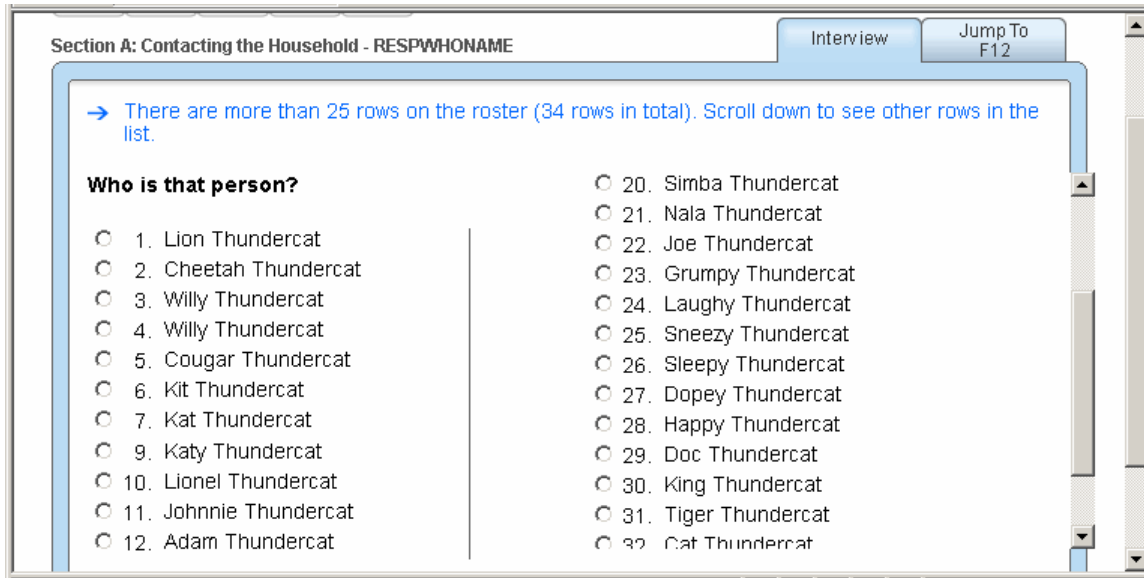 Section A: Contacting the Household - RESPWHONAME
Interview
Jump To
F12
→ There are more than 25 rows on the roster (34 rows in total). Scroll down to see other rows in the
list.
Who is that person?
1. Lion Thundercat
2. Cheetah Thundercat
3. Willy Thundercat
4. Willy Thundercat
5. Cougar Thundercat
6. Kit Thundercat
7. Kat Thundercat
9. Katy Thundercat
10. Lionel Thundercat
11. Johnnie Thundercat
12. Adam Thundercat
20. Simba Thundercat
21. Nala Thundercat
22. Joe Thundercat
23. Grumpy Thundercat
24. Laughy Thundercat
25. Sneezy Thundercat
26. Sleepy Thundercat
27. Dopey Thundercat
28. Happy Thundercat
29. Doc Thundercat
30. King Thundercat
31. Tiger Thundercat
32. Cat Thundercat